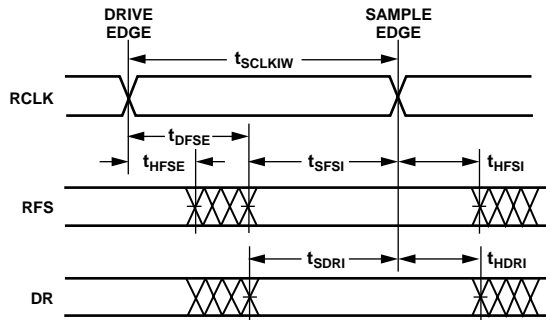 DRIVE EDGE SAMPLE EDGE
tSCLKIW
RCLK
tDFSE
tHFSE tSFSI tHFSI
RFS
tSDRI tHDRI
DR